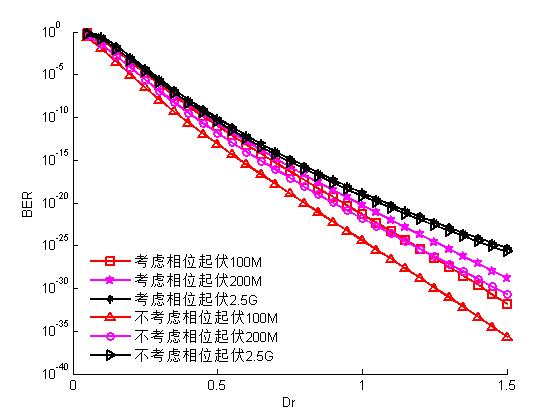 10^0
10^-5
10^-10
10^-15
10^-20
10^-25
10^-30
10^-35
10^-40
BER
考虑相位起伏100M
考虑相位起伏200M
考虑相位起伏2.5G
不考虑相位起伏100M
不考虑相位起伏200M
不考虑相位起伏2.5G
0 0.5 1 1.5
Dr